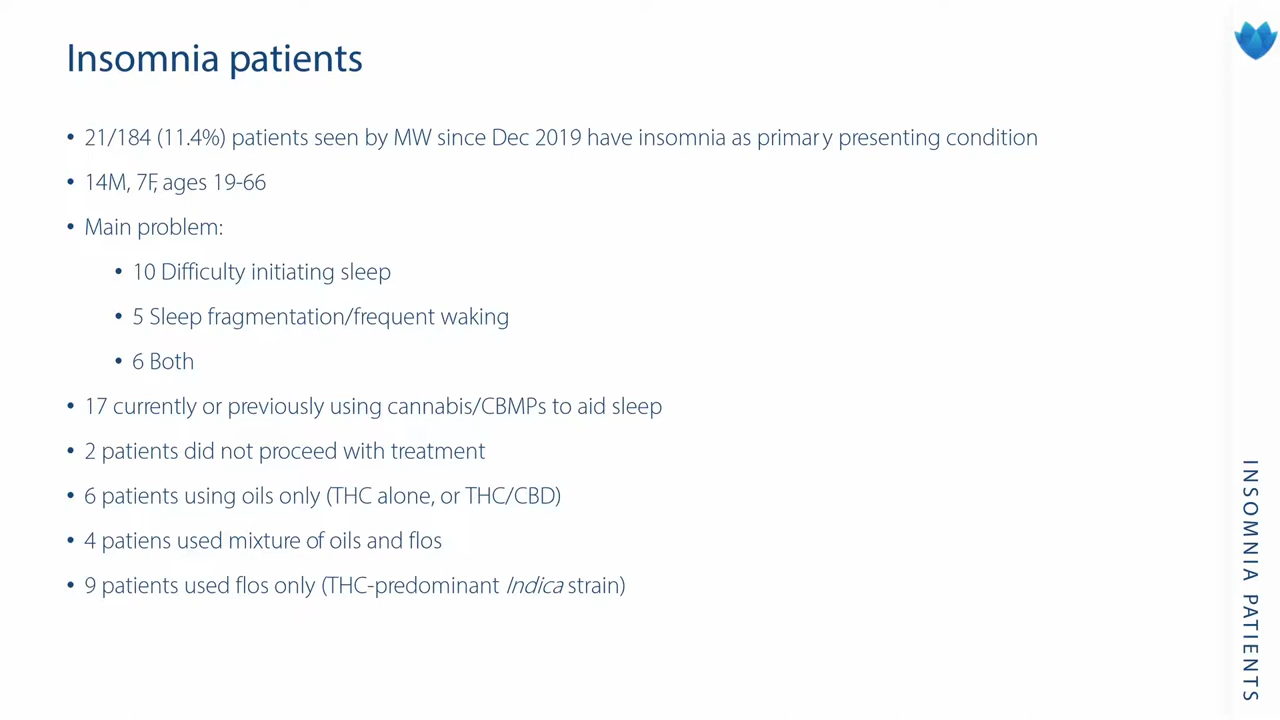 Insomnia patients
• 21/184 (11.4%) patients seen by MW since Dec 2019 have insomnia as primary presenting condition
• 14M, 7F, ages 19-66
• Main problem:
• 10 Difficulty initiating sleep
• 5 Sleep fragmentation/frequent waking
• 6 Both
• 17 currently or previously using cannabis/CBMPs to aid sleep
• 2 patients did not proceed with treatment
• 6 patients using oils only (THC alone, or THC/CBD)
• 4 patiens used mixture of oils and flos
• 9 patients used flos only (THC-predominant Indica strain)
INSOMNIA PATIENTS